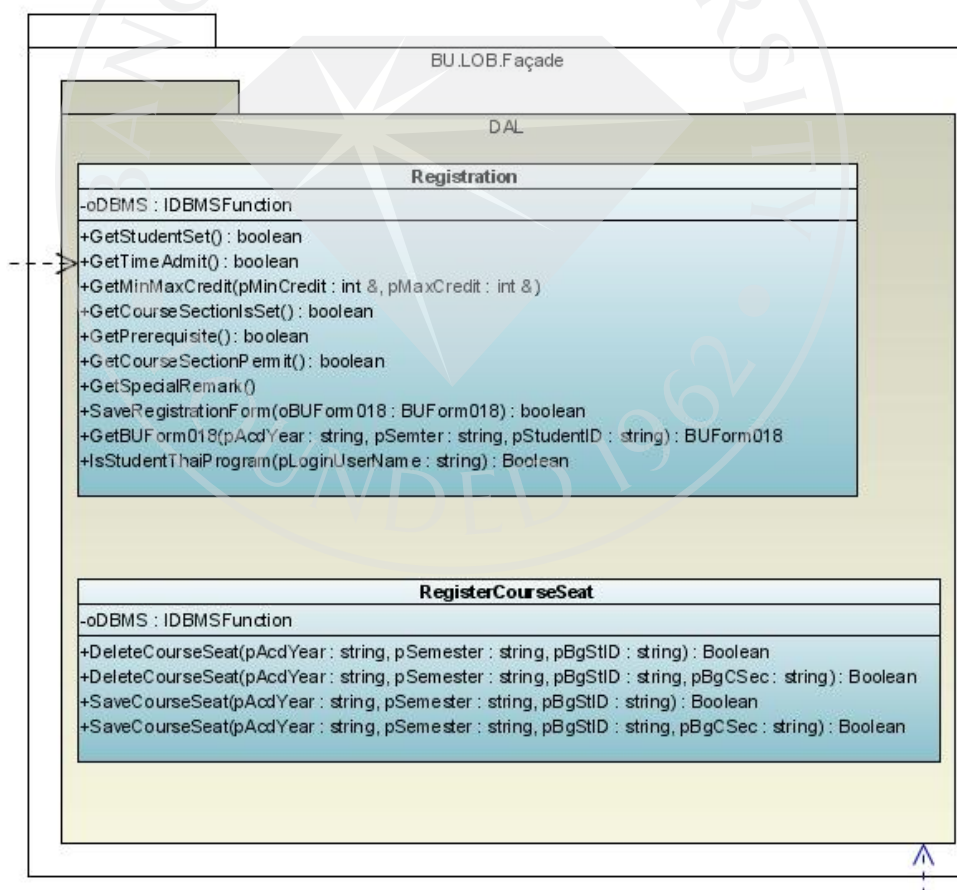 BU.LOB.Façade
DAL
Registration
-oDBMS : IDBMSFunction
+GetStudentSet() : boolean
+GetTimeAdmit() : boolean
+GetMinMaxCredit(pMinCredit : int &, pMaxCredit : int &)
+GetCourseSectionIsSet() : boolean
+GetPrerequisite() : boolean
+GetCourseSectionPermit() : boolean
+GetSpecialRemark()
+SaveRegistrationForm(oBUForm018 : BUForm018) : boolean
+GetBUForm018(pAcdYear : string, pSemter : string, pStudentID : string) : BUForm018
+IsStudentThaiProgram(pLoginUserName : string) : Boolean
FOUNDED 1962
RegisterCourseSeat
-oDBMS : IDBMSFunction
+DeleteCourseSeat(pAcdYear : string, pSemester : string, pBgStID : string) : Boolean
+DeleteCourseSeat(pAcdYear : string, pSemester : string, pBgStID : string, pBgCSec : string) : Boolean
+SaveCourseSeat(pAcdYear : string, pSemester : string, pBgStID : string) : Boolean
+SaveCourseSeat(pAcdYear : string, pSemester : string, pBgStID : string, pBgCSec : string) : Boolean